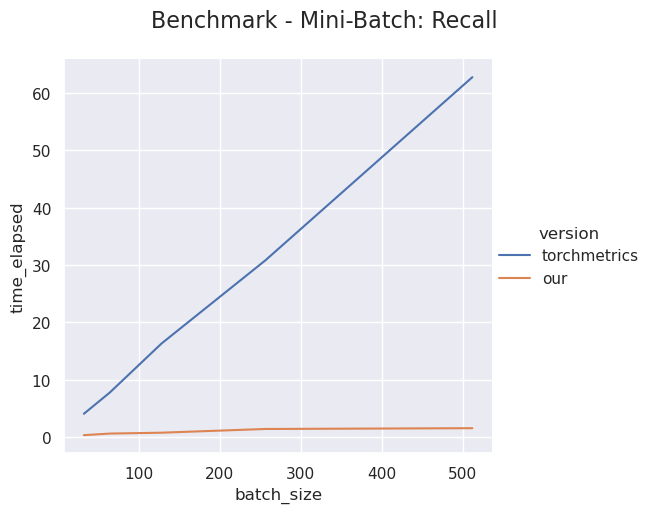 Benchmark - Mini-Batch: Recall
60
50
40
30
20
10
0
time_elapsed
100 200 300 400 500
batch_size
version
torchmetrics
our